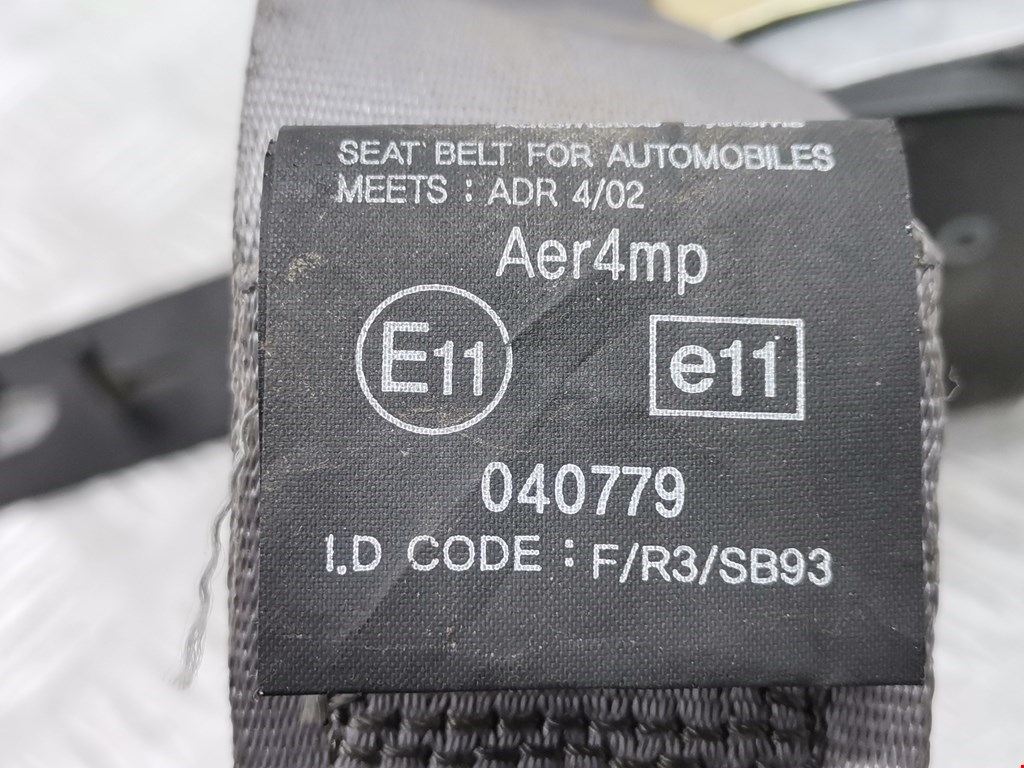 SEAT BELT FOR AUTOMOBILES
MEETS : ADR 4/02
Aer4mp
E11
e11
040779
I.D CODE : F/R3/SB93